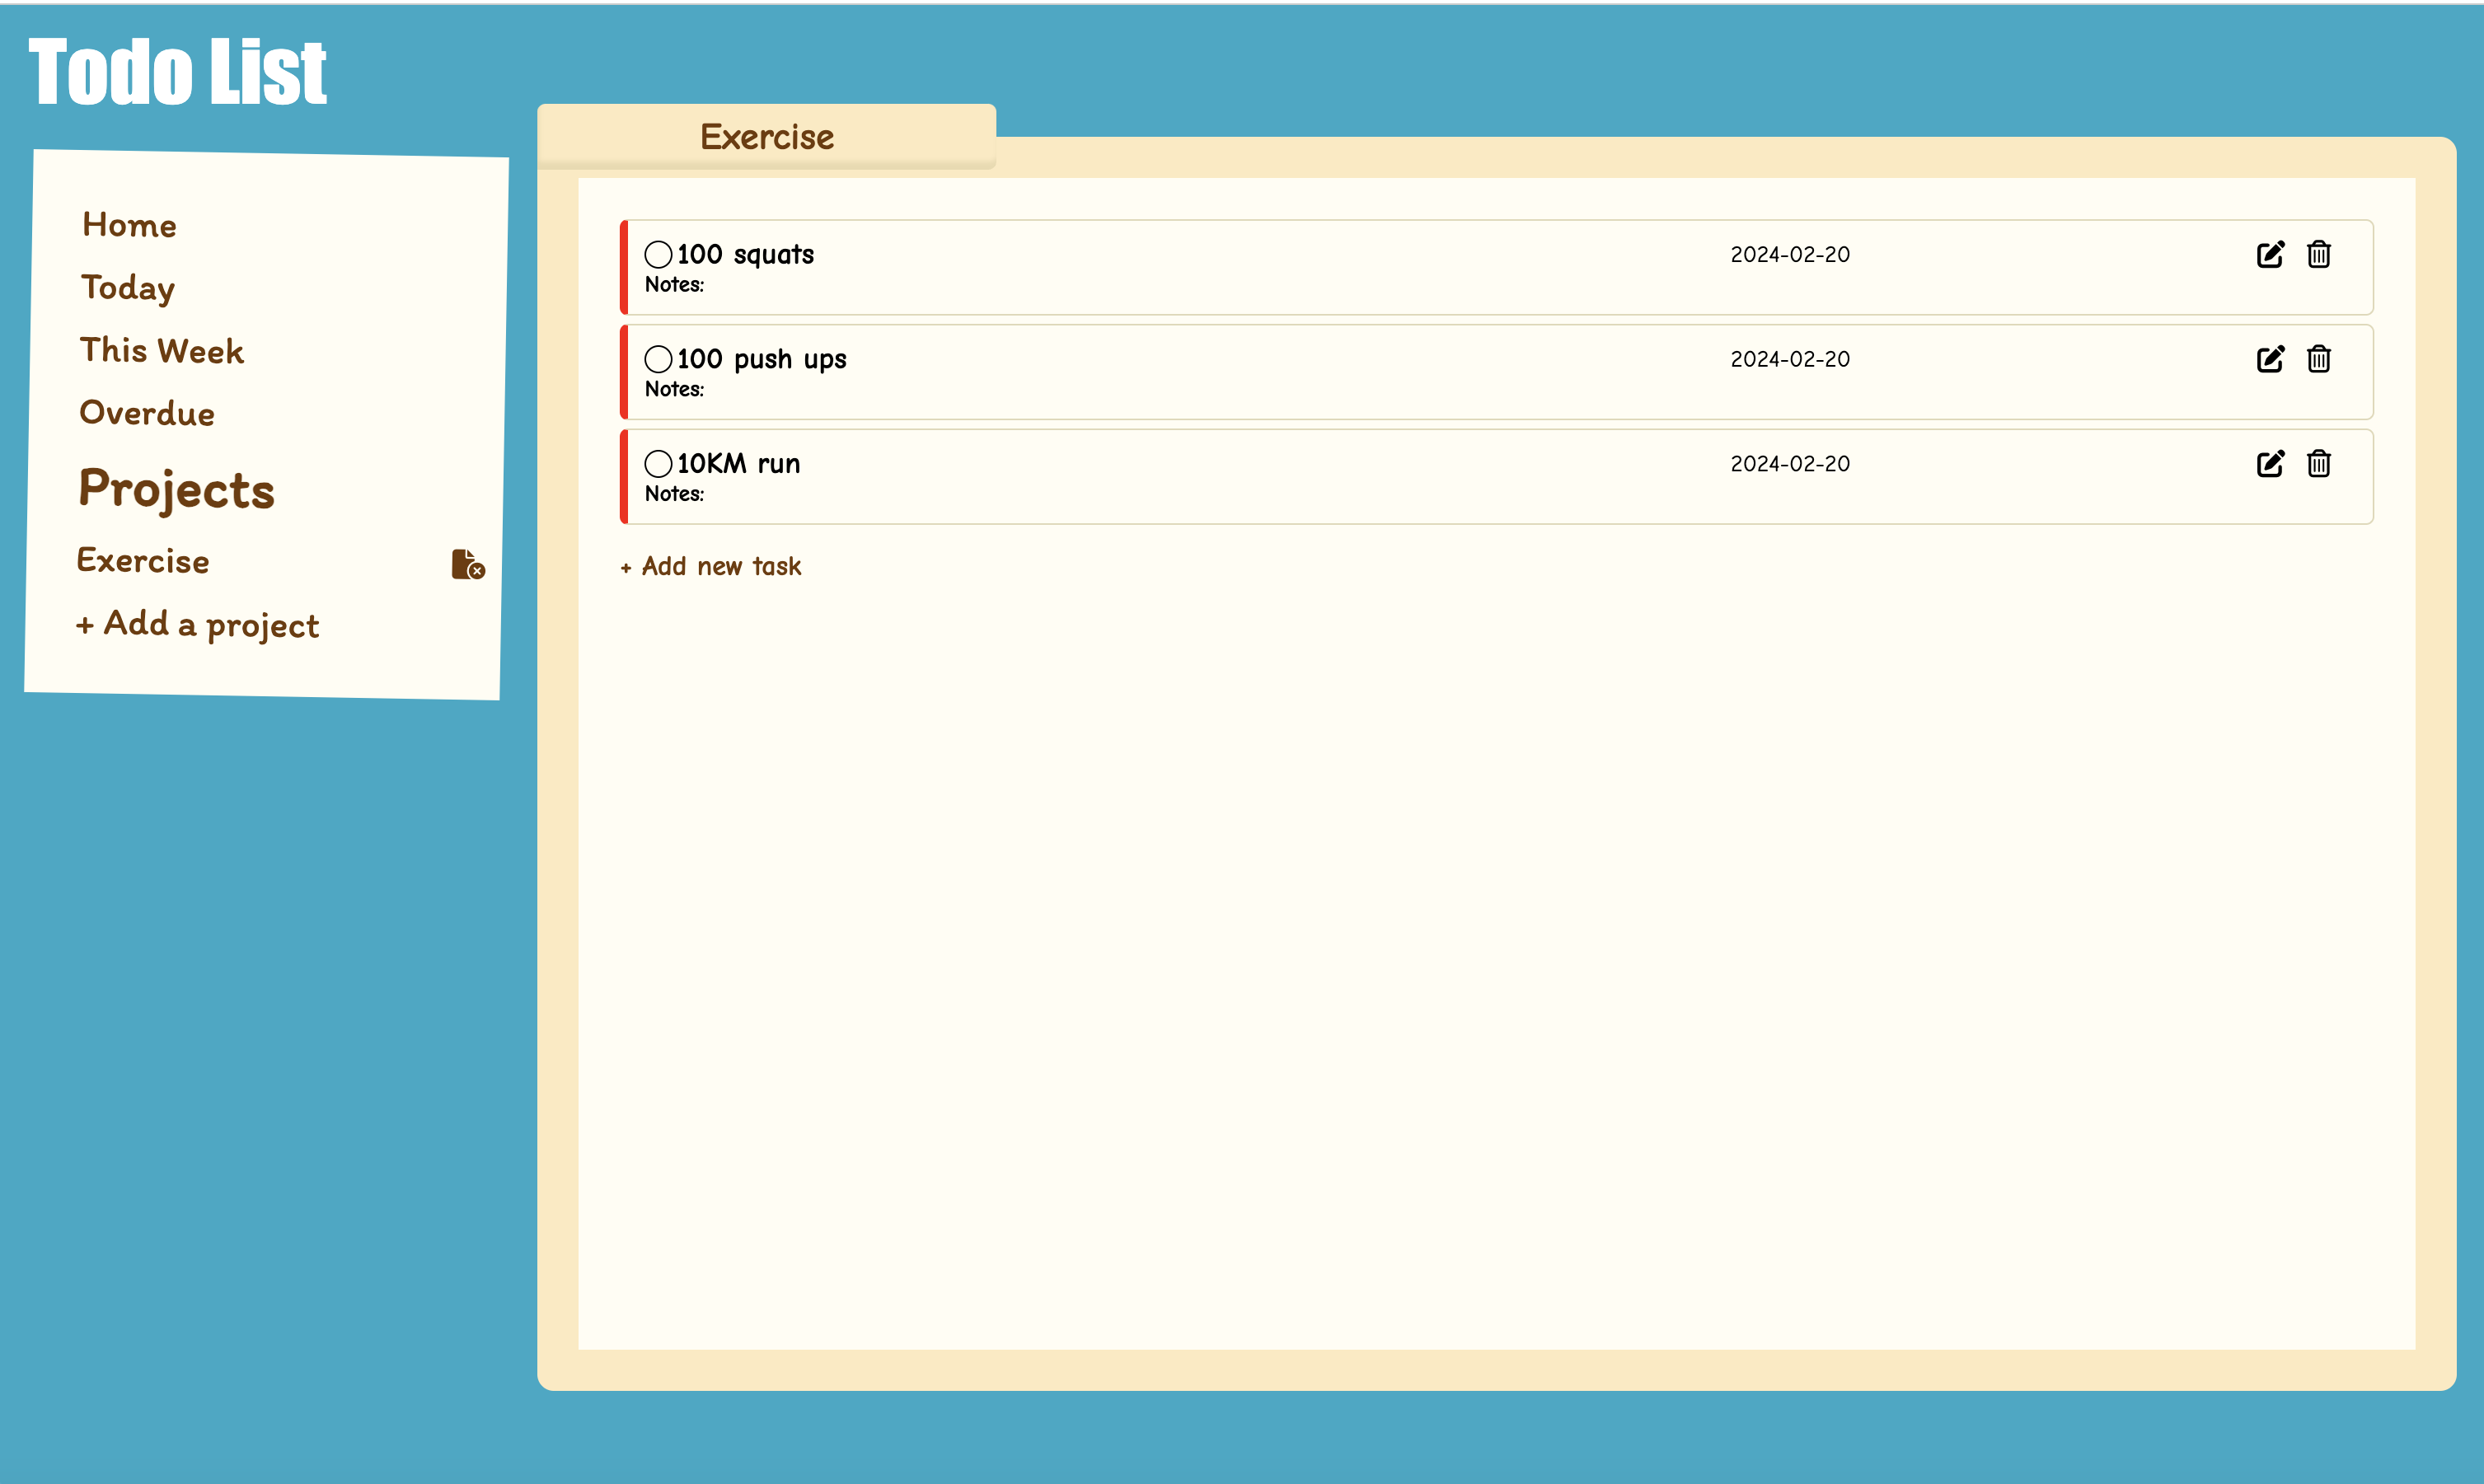 Todo List
Home
Today
This Week
Overdue
Projects
Exercise
+ Add a project
Exercise
100 squats 2024-02-20
Notes:
100 push ups 2024-02-20
Notes:
10KM run 2024-02-20
Notes:
+ Add new task